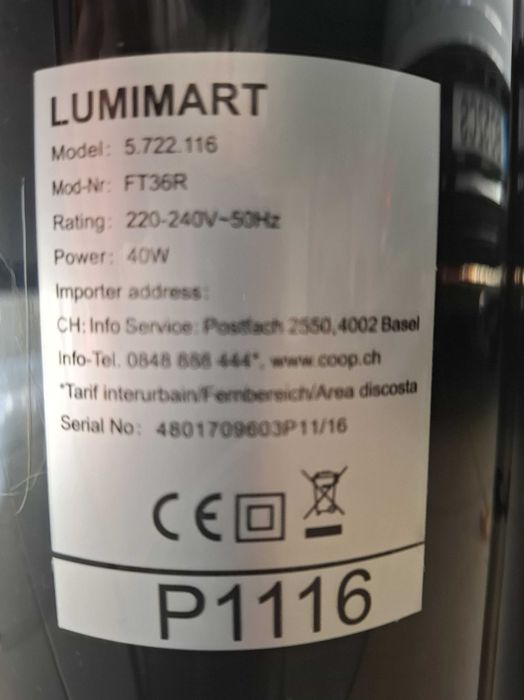 LUMIMART
Model: 5.722.116
Mod-Nr: FT36R
Rating: 220-240V~50Hz
Power: 40W
Importer address:
CH: Info Service: Postfach 2550, 4002 Basel
Info-Tel. 0848 888 444*, www.coop.ch
*Tarif interurbain/Fernbereich/Area discosta
Serial No: 4801709603P11/16
CE
P1116